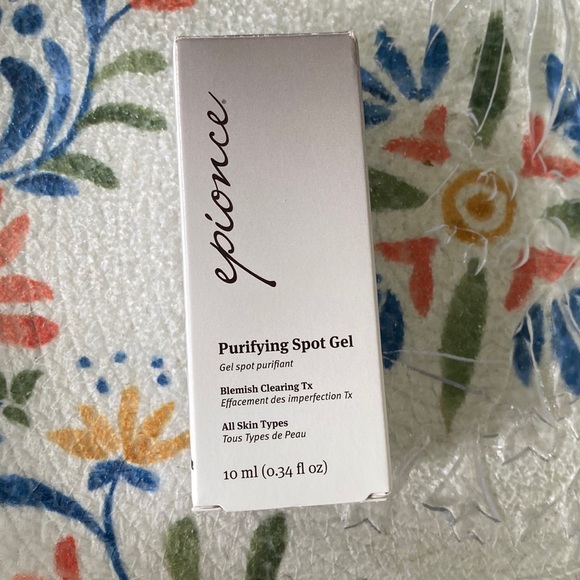 epionce®
Purifying Spot Gel
Gel spot purifiant
Blemish Clearing Tx
Effacement des imperfection Tx
All Skin Types
Tous Types de Peau
10 ml (0.34 fl oz)